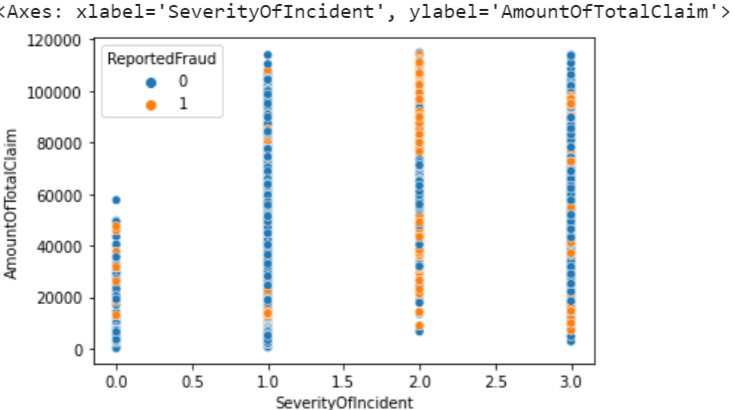 <Axes: xlabel='SeverityOfIncident', ylabel='AmountOfTotalClaim'>
120000
100000
80000
60000
40000
20000
0
AmountOfTotalClaim
ReportedFraud
0
1
0.0 0.5 1.0 1.5 2.0 2.5 3.0
SeverityOfIncident